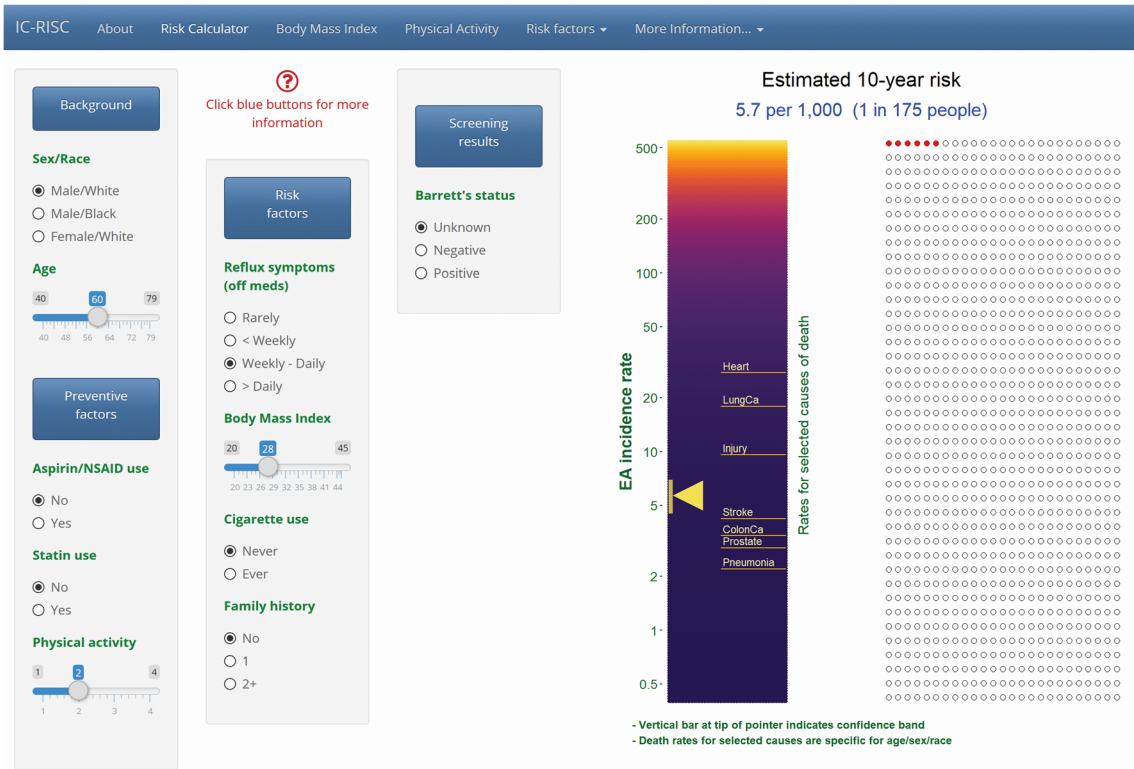 IC-RISC About Risk Calculator Body Mass Index Physical Activity Risk factors More Information...
Background
Sex/Race
Male/White
Male/Black
Female/White
Age
40 60 79
40 48 56 64 72 79
Preventive
factors
Aspirin/NSAID use
No
Yes
Statin use
No
Yes
Physical activity
1 2 4
1 2 3 4
?
Click blue buttons for more
information
Risk
factors
Reflux symptoms
(off meds)
Rarely
< Weekly
Weekly - Daily
> Daily
Body Mass Index
20 28 45
20 23 26 29 32 35 38 41 44
Cigarette use
Never
Ever
Family history
No
1
2+
Screening
results
Barrett's status
Unknown
Negative
Positive
Estimated 10-year risk
5.7 per 1,000 (1 in 175 people)
EA incidence rate
500
200
100
50
20
10
5
2
1
0.5
Heart
LungCa
Injury
Stroke
ColonCa
Prostate
Pneumonia
Rates for selected causes of death
- Vertical bar at tip of pointer indicates confidence band
- Death rates for selected causes are specific for age/sex/race